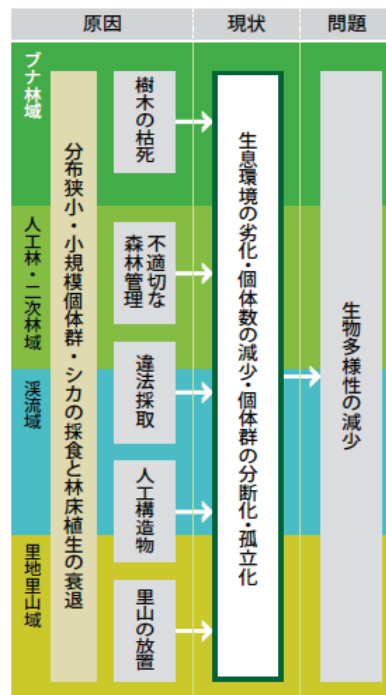 原因
現状
問題
ブナ林域
人工林・二次林域
渓流域
里地里山域
分布狭小・小規模個体群・シカの採食と林床植生の衰退
樹木の枯死
不適切な
森林管理
違法採取
人工構造物
里山の放置
生息環境の劣化・個体数の減少・個体群の分断化・孤立化
生物多様性の減少